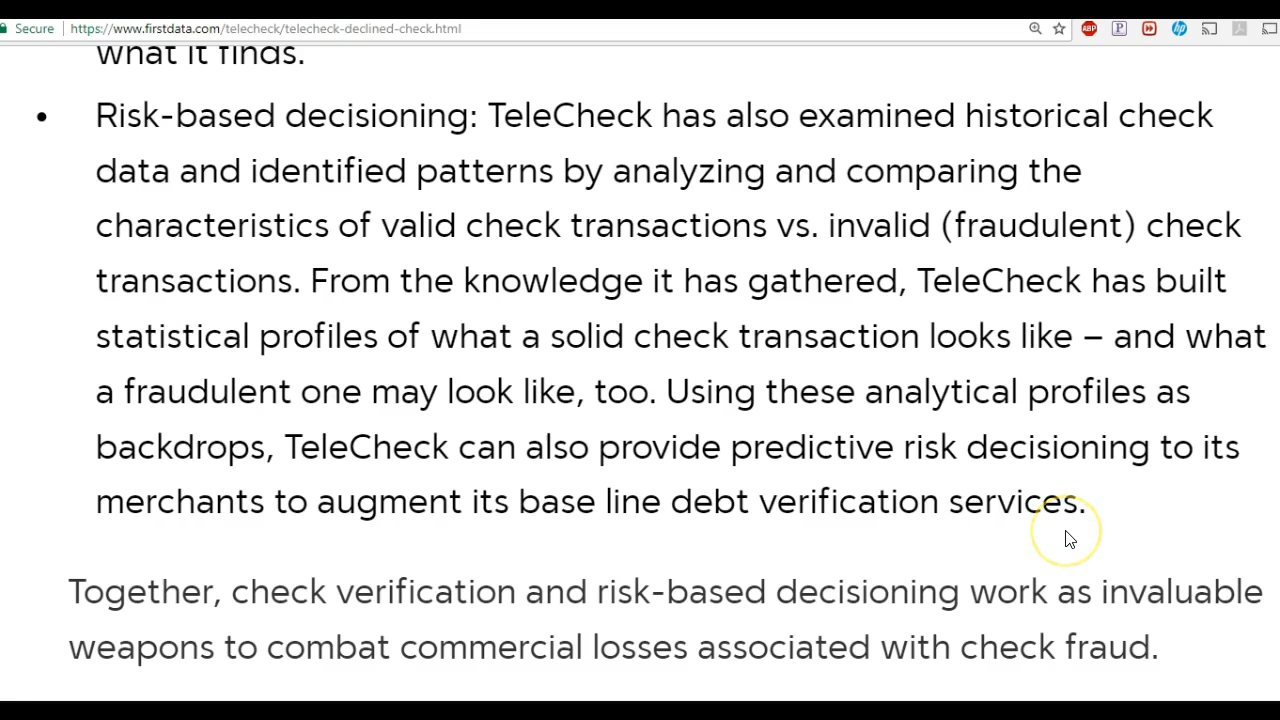 Secure https://www.firstdata.com/telecheck/telecheck-declined-check.html
what it finds.
• Risk-based decisioning: TeleCheck has also examined historical check
data and identified patterns by analyzing and comparing the
characteristics of valid check transactions vs. invalid (fraudulent) check
transactions. From the knowledge it has gathered, TeleCheck has built
statistical profiles of what a solid check transaction looks like – and what
a fraudulent one may look like, too. Using these analytical profiles as
backdrops, TeleCheck can also provide predictive risk decisioning to its
merchants to augment its base line debt verification services.
Together, check verification and risk-based decisioning work as invaluable
weapons to combat commercial losses associated with check fraud.